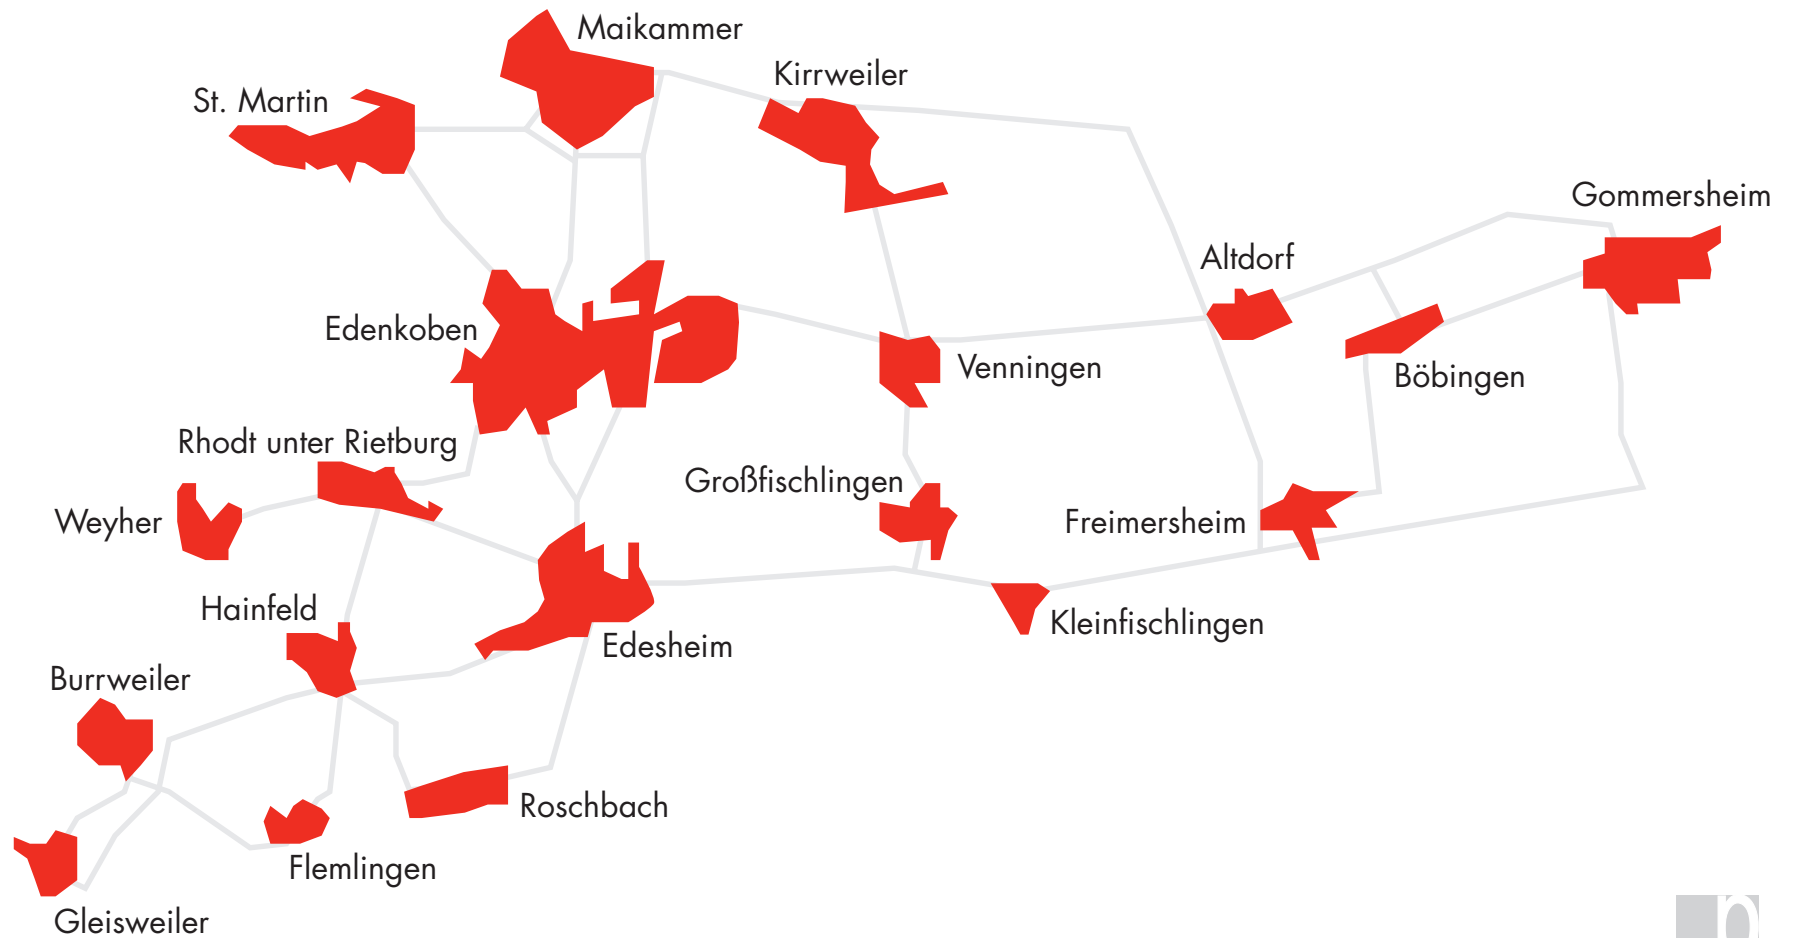 Maikammer
Kirrweiler
St. Martin
Gommersheim
Altdorf
Edenkoben
Venningen
Böbingen
Rhodt unter Rietburg
Großfischlingen
Weyher
Freimersheim
Hainfeld
Kleinfischlingen
Edesheim
Burrweiler
Roschbach
Flemlingen
Gleisweiler